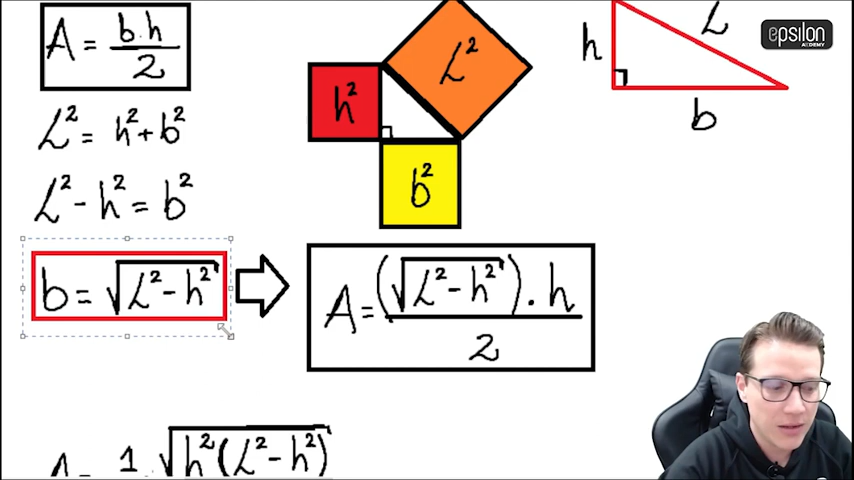 A = b.h/2
L² = h² + b²
L² - h² = b²
b = √L² - h²
h²
L²
b²
A = (√L² - h²) . h/2
h
L
b
epsilon
ACADEMY
A = 1 √h²(L² - h²)